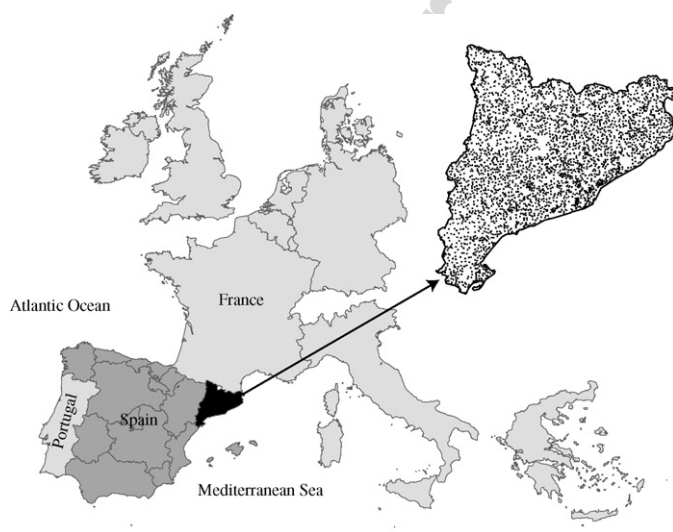 France
Atlantic Ocean
Portugal
Spain
Mediterranean Sea